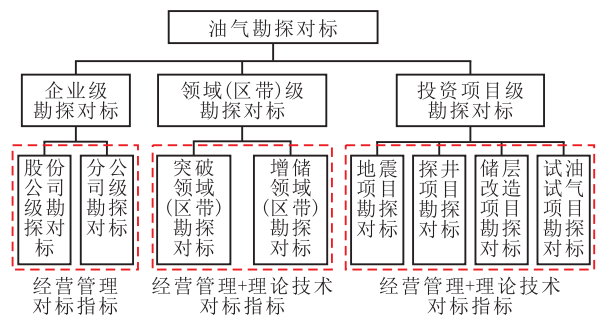 油气勘探对标
企业级
勘探对标
领域(区带)级
勘探对标
投资项目级
勘探对标
股份
公司
级勘
探对
标
分公
司级
勘探
对标
突破
领域
(区带)
勘探
对标
增储
领域
(区带)
勘探
对标
地震
项目
勘探
对标
探井
项目
勘探
对标
储层
改造
项目
勘探
对标
试油
试气
项目
勘探
对标
经营管理
对标指标
经营管理+理论技术
对标指标
经营管理+理论技术
对标指标